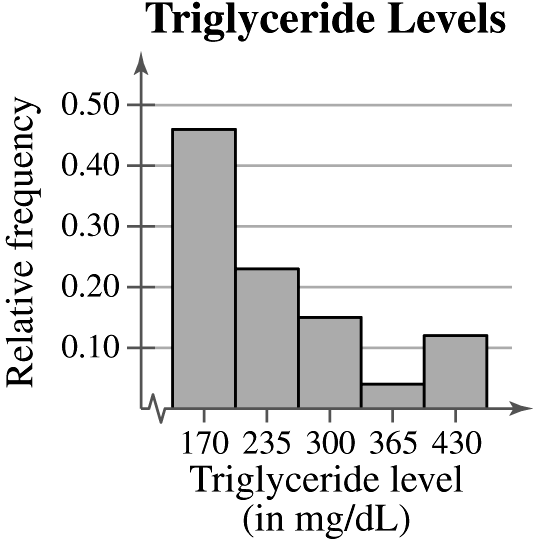 Triglyceride Levels
Relative frequency
0.50
0.40
0.30
0.20
0.10
170 235 300 365 430
Triglyceride level
(in mg/dL)